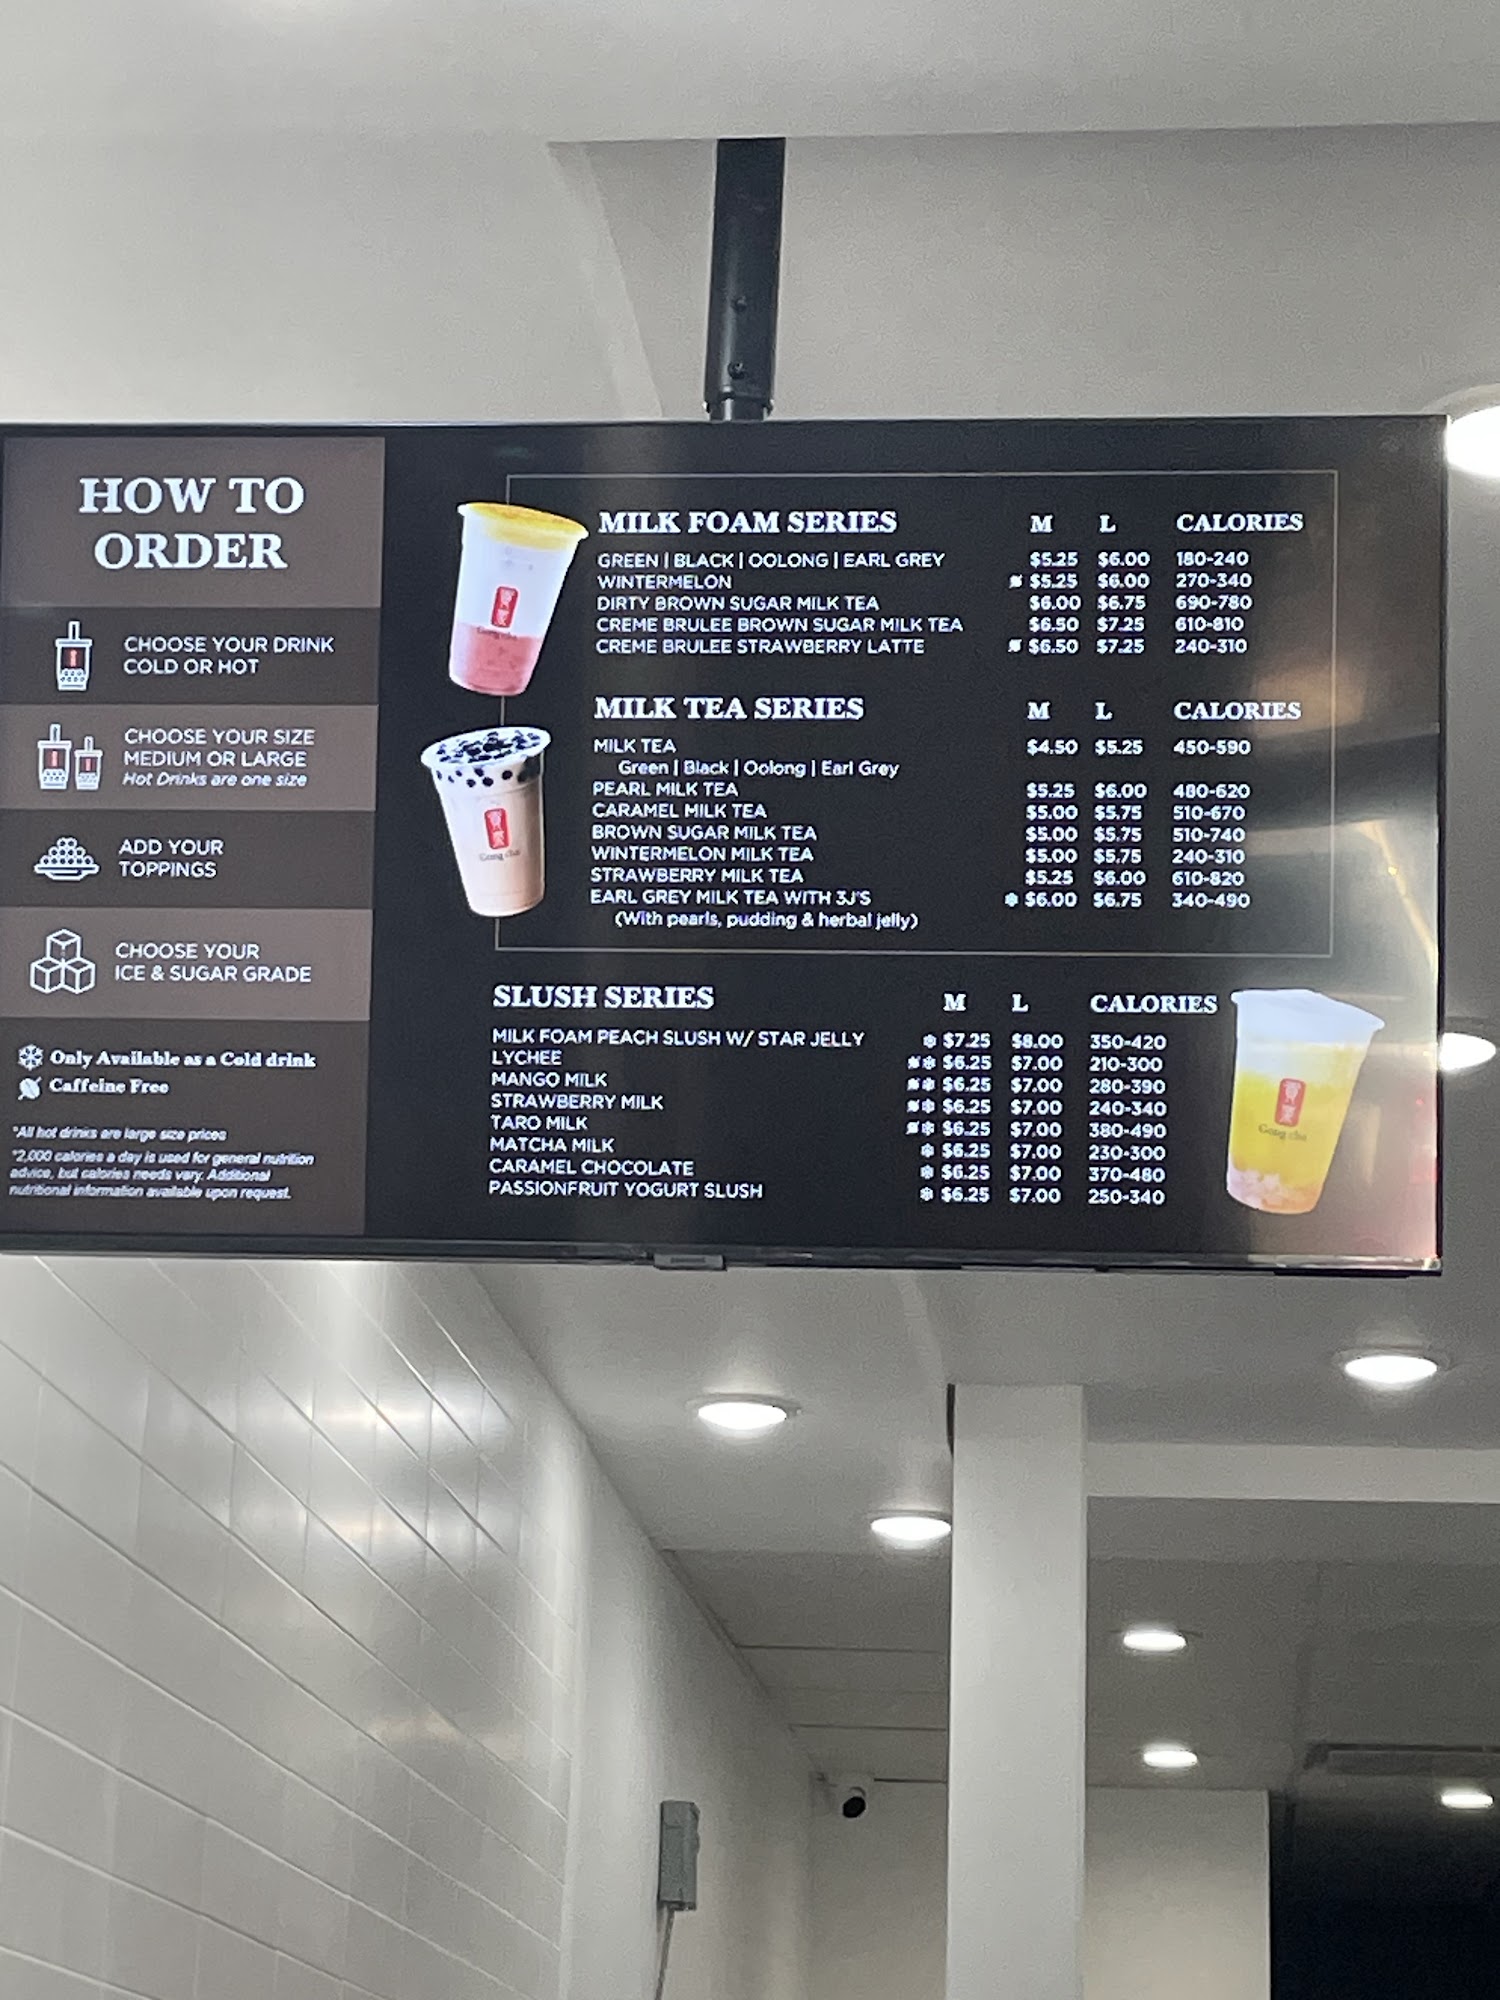 HOW TO
ORDER
CHOOSE YOUR DRINK
COLD OR HOT
CHOOSE YOUR SIZE
MEDIUM OR LARGE
Hot Drinks are one size
ADD YOUR
TOPPINGS
CHOOSE YOUR
ICE & SUGAR GRADE
Only Available as a Cold drink
Caffeine Free
*All hot drinks are large size prices
*2,000 calories a day is used for general nutrition
advice, but calories needs vary. Additional
nutritional information available upon request.
MILK FOAM SERIES M L CALORIES
GREEN | BLACK | OOLONG | EARL GREY $5.25 $6.00 180-240
WINTERMELON $5.25 $6.00 270-340
DIRTY BROWN SUGAR MILK TEA $6.00 $6.75 690-780
CREME BRULEE BROWN SUGAR MILK TEA $6.50 $7.25 610-810
CREME BRULEE STRAWBERRY LATTE $6.50 $7.25 240-310
MILK TEA SERIES M L CALORIES
MILK TEA $4.50 $5.25 450-590
Green | Black | Oolong | Earl Grey
PEARL MILK TEA $5.25 $6.00 480-620
CARAMEL MILK TEA $5.00 $5.75 510-670
BROWN SUGAR MILK TEA $5.00 $5.75 510-740
WINTERMELON MILK TEA $5.00 $5.75 240-310
STRAWBERRY MILK TEA $5.25 $6.00 610-820
EARL GREY MILK TEA WITH 3J'S $6.00 $6.75 340-490
(With pearls, pudding & herbal jelly)
SLUSH SERIES M L CALORIES
MILK FOAM PEACH SLUSH W/ STAR JELLY $7.25 $8.00 350-420
LYCHEE $6.25 $7.00 210-300
MANGO MILK $6.25 $7.00 280-390
STRAWBERRY MILK $6.25 $7.00 240-340
TARO MILK $6.25 $7.00 380-490
MATCHA MILK $6.25 $7.00 230-300
CARAMEL CHOCOLATE $6.25 $7.00 370-480
PASSIONFRUIT YOGURT SLUSH $6.25 $7.00 250-340
貢茶
Gong cha
貢茶
Gong cha
貢茶
Gong cha